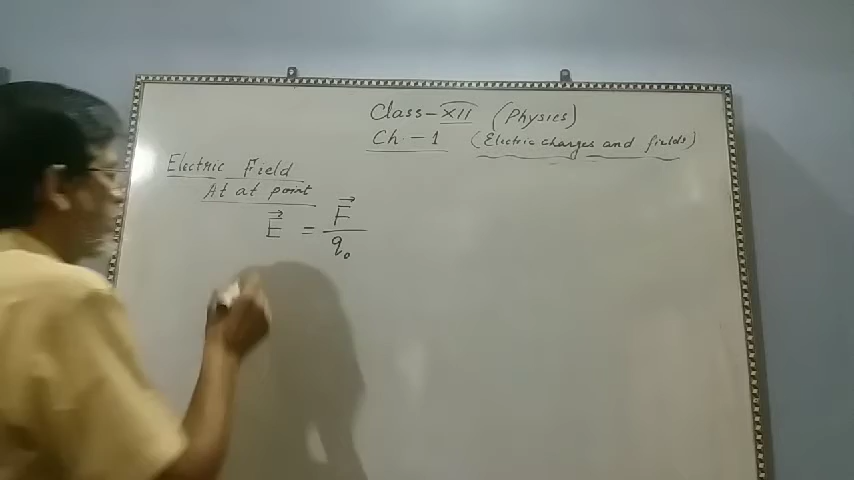 Class-XII (Physics)
Ch.-1 (Electric charges and fields)
Electric Field
At at point
E⃗ = F⃗ / q₀